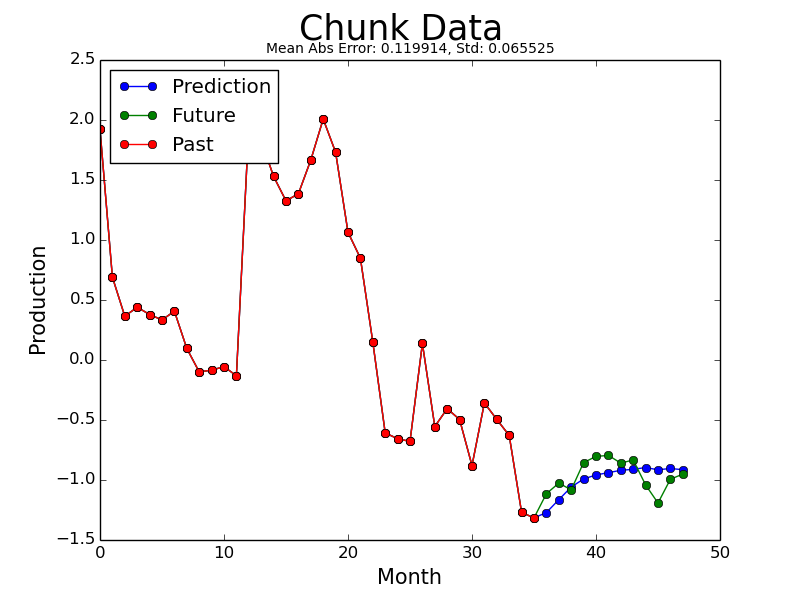 Chunk Data
Mean Abs Error: 0.119914, Std: 0.065525
2.5
2.0
1.5
1.0
0.5
0.0
−0.5
−1.0
−1.5
Production
Prediction
Future
Past
0 10 20 30 40 50
Month